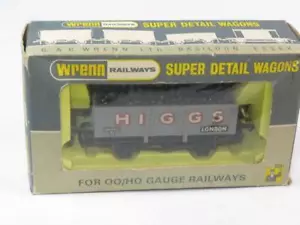 Wrenn RAILWAYS SUPER DETAIL WAGONS
G & R WRENN LTD BASILDON ESSEX
Wrenn RAILWAYS SUPER DETAIL WAGONS
HIGGS
LONDON
FOR OO/HO GAUGE RAILWAYS